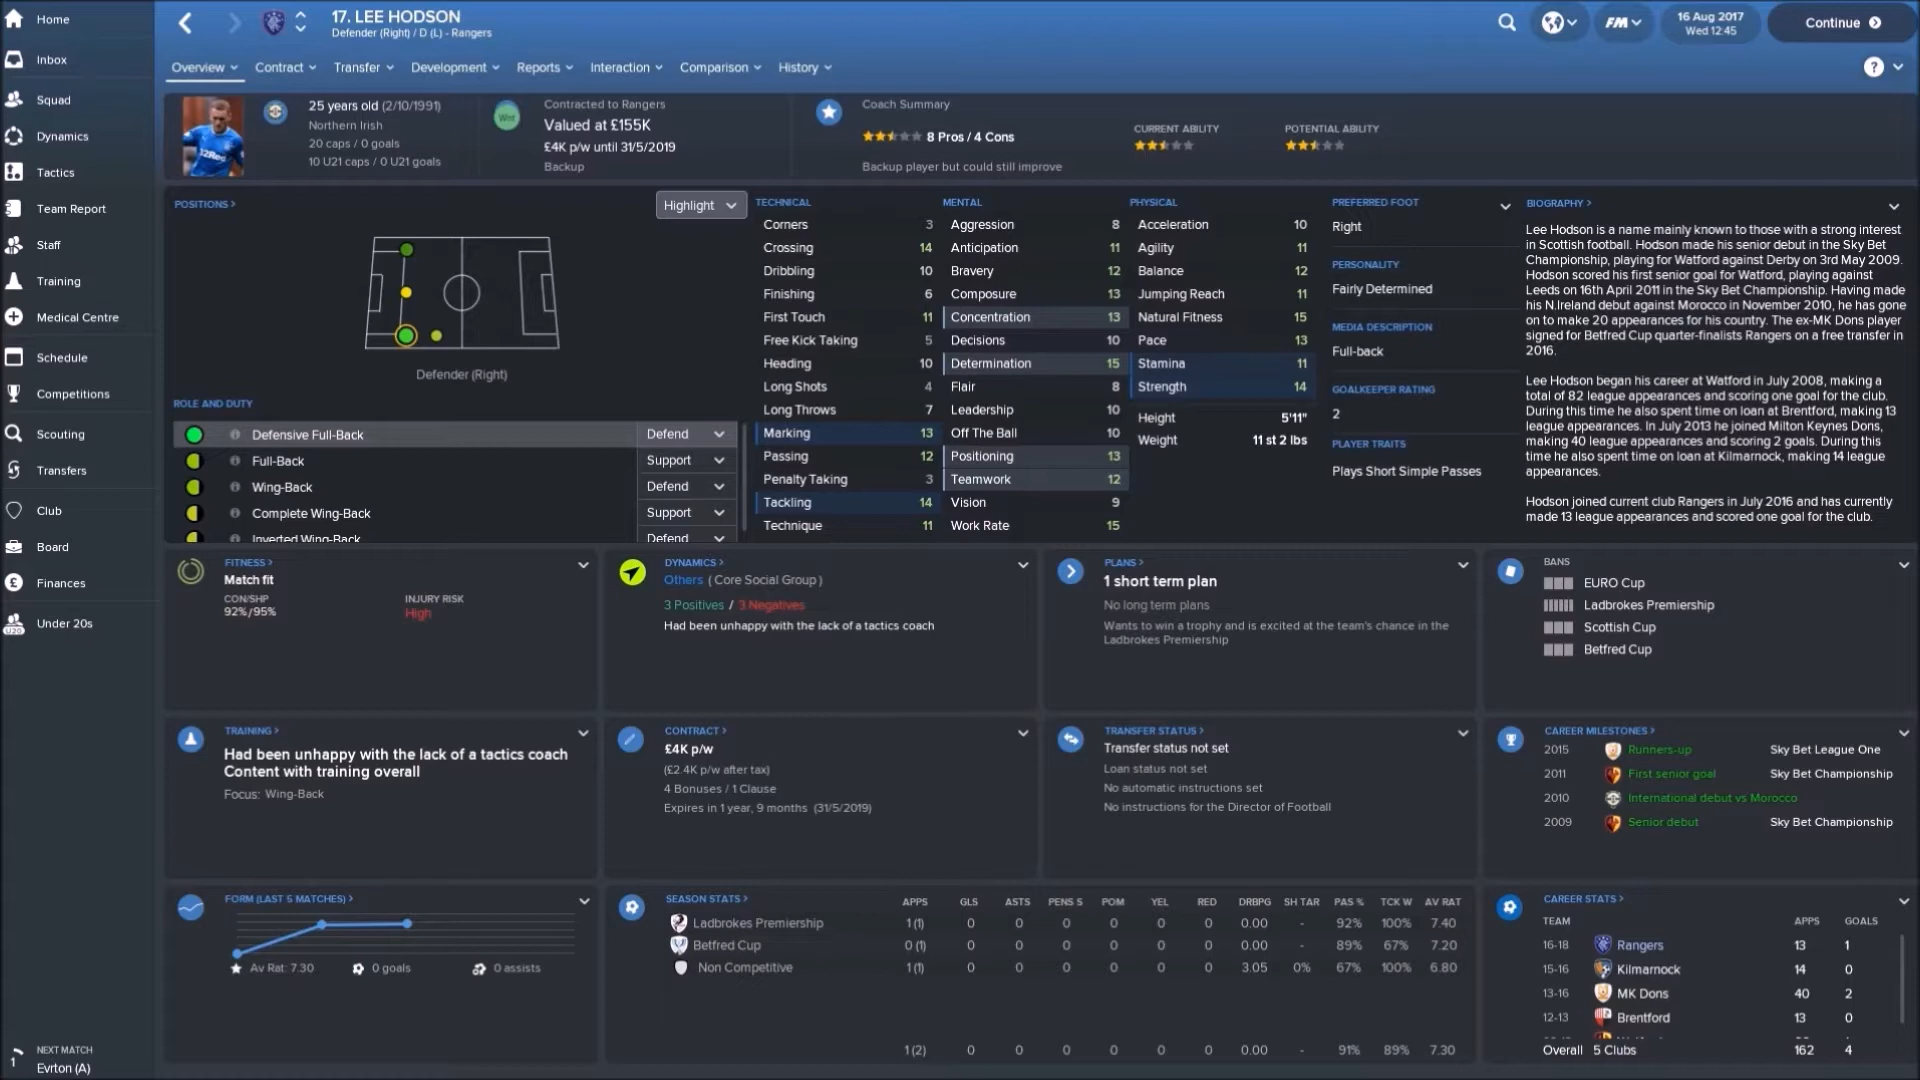 Home
Inbox
Squad
Dynamics
Tactics
Team Report
Staff
Training
Medical Centre
Schedule
Competitions
Scouting
Transfers
Club
Board
Finances
Under 20s
NEXT MATCH
Evrton (A)
17. LEE HODSON
Defender (Right) / D (L) - Rangers
FM
16 Aug 2017
Wed 12:45
Continue
Overview Contract Transfer Development Reports Interaction Comparison History
25 years old (2/10/1991)
Northern Irish
20 caps / 0 goals
10 U21 caps / 0 U21 goals
Wnt
Contracted to Rangers
Valued at £155K
£4K p/w until 31/5/2019
Backup
Coach Summary
8 Pros / 4 Cons
Backup player but could still improve
CURRENT ABILITY
POTENTIAL ABILITY
POSITIONS >
Highlight
Defender (Right)
ROLE AND DUTY
Defensive Full-Back Defend
Full-Back Support
Wing-Back Defend
Complete Wing-Back Support
Inverted Wing-Back Defend
TECHNICAL
Corners 3
Crossing 14
Dribbling 10
Finishing 6
First Touch 11
Free Kick Taking 5
Heading 10
Long Shots 4
Long Throws 7
Marking 13
Passing 12
Penalty Taking 3
Tackling 14
Technique 11
MENTAL
Aggression 8
Anticipation 11
Bravery 12
Composure 13
Concentration 13
Decisions 10
Determination 15
Flair 8
Leadership 10
Off The Ball 10
Positioning 13
Teamwork 12
Vision 9
Work Rate 15
PHYSICAL
Acceleration 10
Agility 11
Balance 12
Jumping Reach 11
Natural Fitness 15
Pace 13
Stamina 11
Strength 14
Height 5'11"
Weight 11 st 2 lbs
PREFERRED FOOT
Right
PERSONALITY
Fairly Determined
MEDIA DESCRIPTION
Full-back
GOALKEEPER RATING
2
PLAYER TRAITS
Plays Short Simple Passes
BIOGRAPHY >
Lee Hodson is a name mainly known to those with a strong interest
in Scottish football. Hodson made his senior debut in the Sky Bet
Championship, playing for Watford against Derby on 3rd May 2009.
Hodson scored his first senior goal for Watford, playing against
Leeds on 16th April 2011 in the Sky Bet Championship. Having made
his N.Ireland debut against Morocco in November 2010, he has gone
on to make 20 appearances for his country. The ex-MK Dons player
signed for Betfred Cup quarter-finalists Rangers on a free transfer in
2016.
Lee Hodson began his career at Watford in July 2008, making a
total of 82 league appearances and scoring one goal for the club.
During this time he also spent time on loan at Brentford, making 13
league appearances. In July 2013 he joined Milton Keynes Dons,
making 40 league appearances and scoring 2 goals. During this
time he also spent time on loan at Kilmarnock, making 14 league
appearances.
Hodson joined current club Rangers in July 2016 and has currently
made 13 league appearances and scored one goal for the club.
FITNESS >
Match fit
CON/SHP
92%/95%
INJURY RISK
High
DYNAMICS >
Others (Core Social Group)
3 Positives / 3 Negatives
Had been unhappy with the lack of a tactics coach
PLANS >
1 short term plan
No long term plans
Wants to win a trophy and is excited at the team's chance in the
Ladbrokes Premiership
BANS
EURO Cup
Ladbrokes Premiership
Scottish Cup
Betfred Cup
TRAINING >
Had been unhappy with the lack of a tactics coach
Content with training overall
Focus: Wing-Back
CONTRACT >
£4K p/w
(£2.4K p/w after tax)
4 Bonuses / 1 Clause
Expires in 1 year, 9 months (31/5/2019)
TRANSFER STATUS >
Transfer status not set
Loan status not set
No automatic instructions set
No instructions for the Director of Football
CAREER MILESTONES >
2015 Runners-up Sky Bet League One
2011 First senior goal Sky Bet Championship
2010 International debut vs Morocco
2009 Senior debut Sky Bet Championship
FORM (LAST 5 MATCHES) >
Av Rat: 7.30 0 goals 0 assists
SEASON STATS > APPS GLS ASTS PENS S POM YEL RED DRBPG SH TAR PAS % TCK W AV RAT
Ladbrokes Premiership 1 (1) 0 0 0 0 0 0 0.00 - 92% 100% 7.40
Betfred Cup 0 (1) 0 0 0 0 0 0 0.00 - 89% 67% 7.20
Non Competitive 1 (1) 0 0 0 0 0 0 3.05 0% 67% 100% 6.80
1 (2) 0 0 0 0 0 0 0.00 - 91% 89% 7.30
CAREER STATS >
TEAM APPS GOALS
16-18 Rangers 13 1
15-16 Kilmarnock 14 0
13-16 MK Dons 40 2
12-13 Brentford 13 0
Overall 5 Clubs 162 4